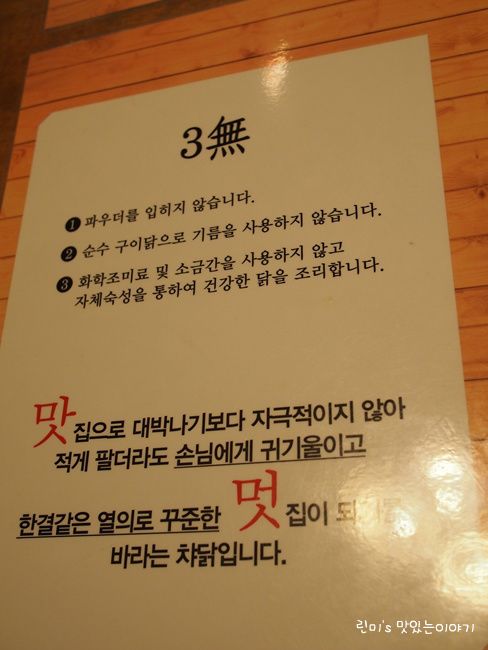 3無
❶ 파우더를 입히지 않습니다.
❷ 순수 구이닭으로 기름을 사용하지 않습니다.
❸ 화학조미료 및 소금간을 사용하지 않고
자체숙성을 통하여 건강한 닭을 조리합니다.
맛집으로 대박나기보다 자극적이지 않아
적게 팔더라도 손님에게 귀기울이고
한결같은 열의로 꾸준한 멋집이 되기를
바라는 챠닭입니다.
린미's 맛있는이야기